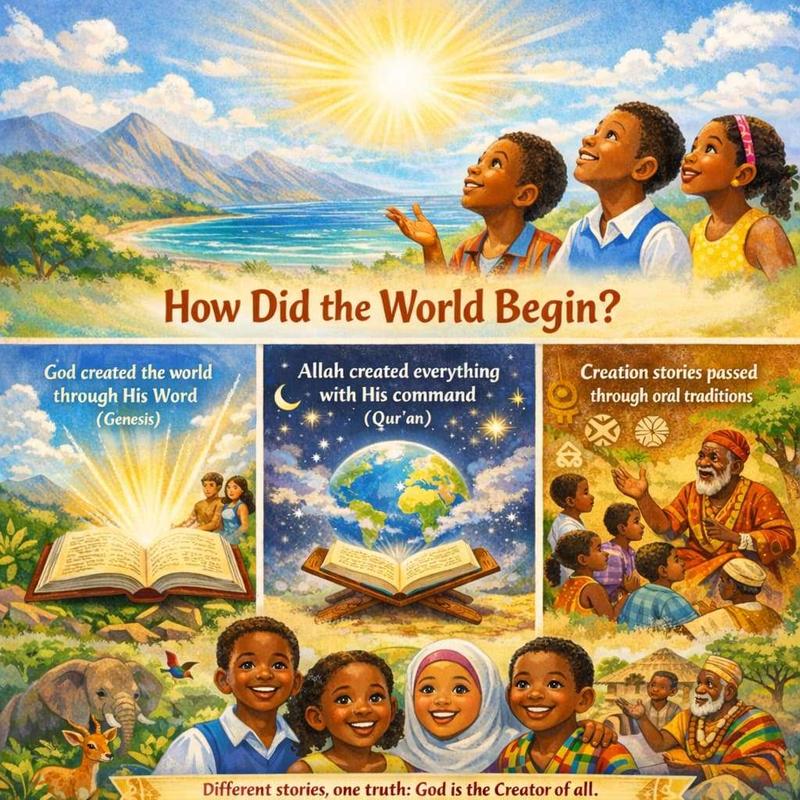 How Did the World Begin?
God created the world
through His Word
(Genesis)
Allah created everything
with His command
(Qur'an)
Creation stories passed
through oral traditions
Different stories, one truth: God is the Creator of all.